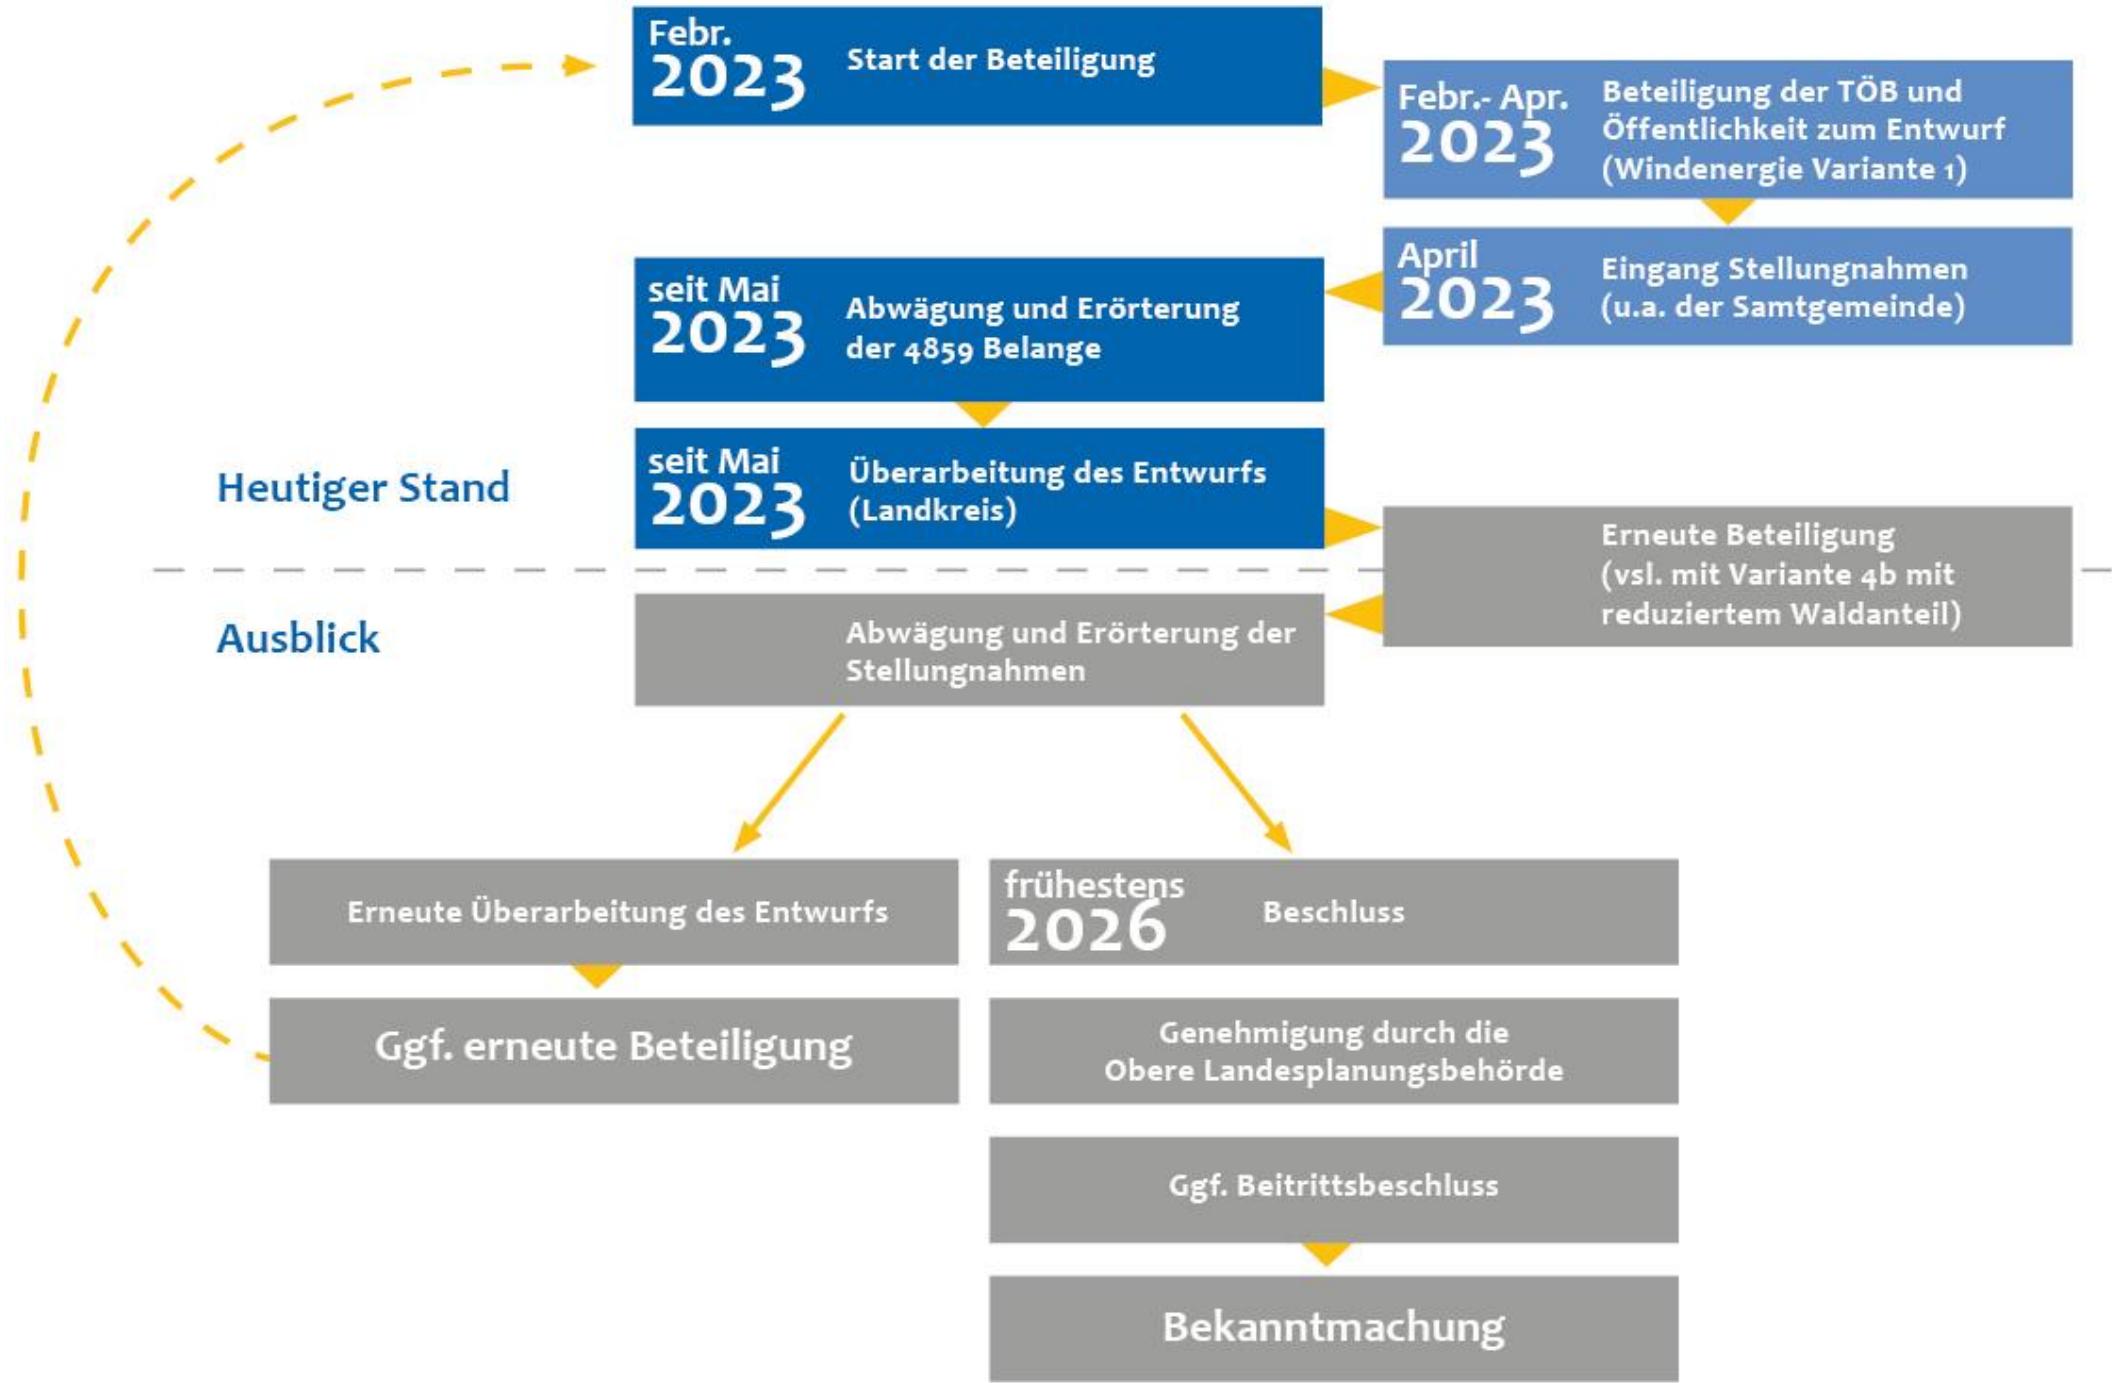 Febr.
2023
Start der Beteiligung
Febr.- Apr.
2023
Beteiligung der TÖB und
Öffentlichkeit zum Entwurf
(Windenergie Variante 1)
April
2023
Eingang Stellungnahmen
(u.a. der Samtgemeinde)
seit Mai
2023
Abwägung und Erörterung
der 4859 Belange
seit Mai
2023
Überarbeitung des Entwurfs
(Landkreis)
Heutiger Stand
Erneute Beteiligung
(vsl. mit Variante 4b mit
reduziertem Waldanteil)
Ausblick
Abwägung und Erörterung der
Stellungnahmen
Erneute Überarbeitung des Entwurfs
Ggf. erneute Beteiligung
frühestens
2026
Beschluss
Genehmigung durch die
Obere Landesplanungsbehörde
Ggf. Beitrittsbeschluss
Bekanntmachung